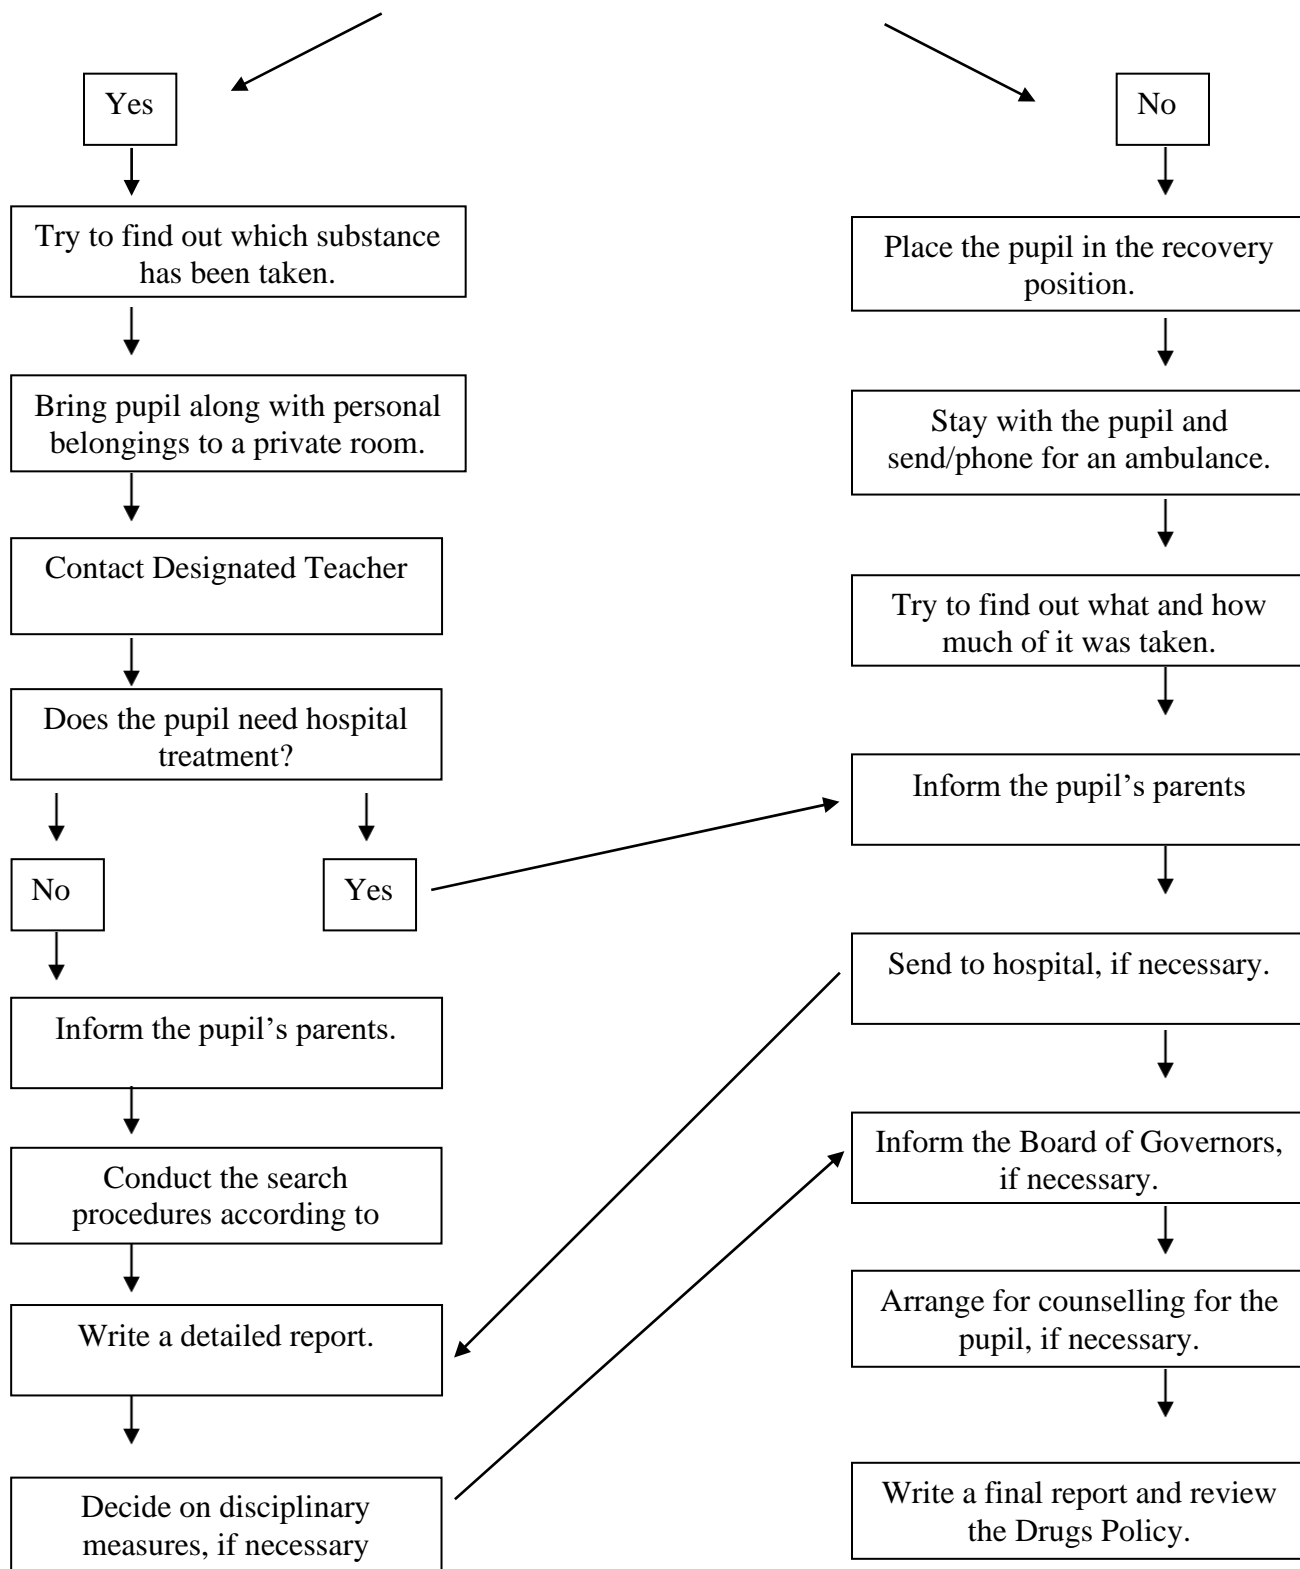 Yes
No
Try to find out which substance
has been taken.
Place the pupil in the recovery
position.
Bring pupil along with personal
belongings to a private room.
Stay with the pupil and
send/phone for an ambulance.
Contact Designated Teacher
Try to find out what and how
much of it was taken.
Does the pupil need hospital
treatment?
Inform the pupil’s parents
No
Yes
Send to hospital, if necessary.
Inform the pupil’s parents.
Inform the Board of Governors,
if necessary.
Conduct the search
procedures according to
Arrange for counselling for the
pupil, if necessary.
Write a detailed report.
Write a final report and review
the Drugs Policy.
Decide on disciplinary
measures, if necessary